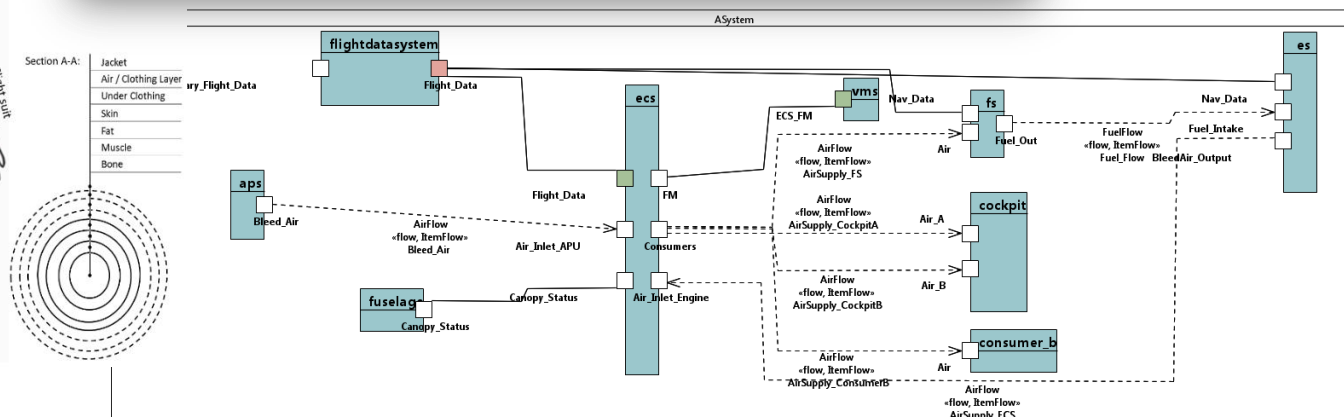 ASystem
Section A-A:
Jacket
Air / Clothing Layer
Under Clothing
Skin
Fat
Muscle
Bone
flight suit
flightdatasystem
ary_Flight_Data
Flight_Data
ecs
vms
ECS_FM
Nav_Data
fs
Air
Fuel_Out
es
Nav_Data
Fuel_Intake
FuelFlow
«flow, ItemFlow»
Fuel_Flow
BleedAir_Output
AirFlow
«flow, ItemFlow»
AirSupply_FS
aps
Bleed_Air
AirFlow
«flow, ItemFlow»
Bleed_Air
Flight_Data
FM
Air_Inlet_APU
Consumers
AirFlow
«flow, ItemFlow»
AirSupply_CockpitA
cockpit
Air_A
Air_B
AirFlow
«flow, ItemFlow»
AirSupply_CockpitB
fuselag
Canopy_Status
Canopy_Status
Air_Inlet_Engine
consumer_b
Air
AirFlow
«flow, ItemFlow»
AirSupply_ConsumerB
AirFlow
«flow, ItemFlow»
AirSupply_ECS